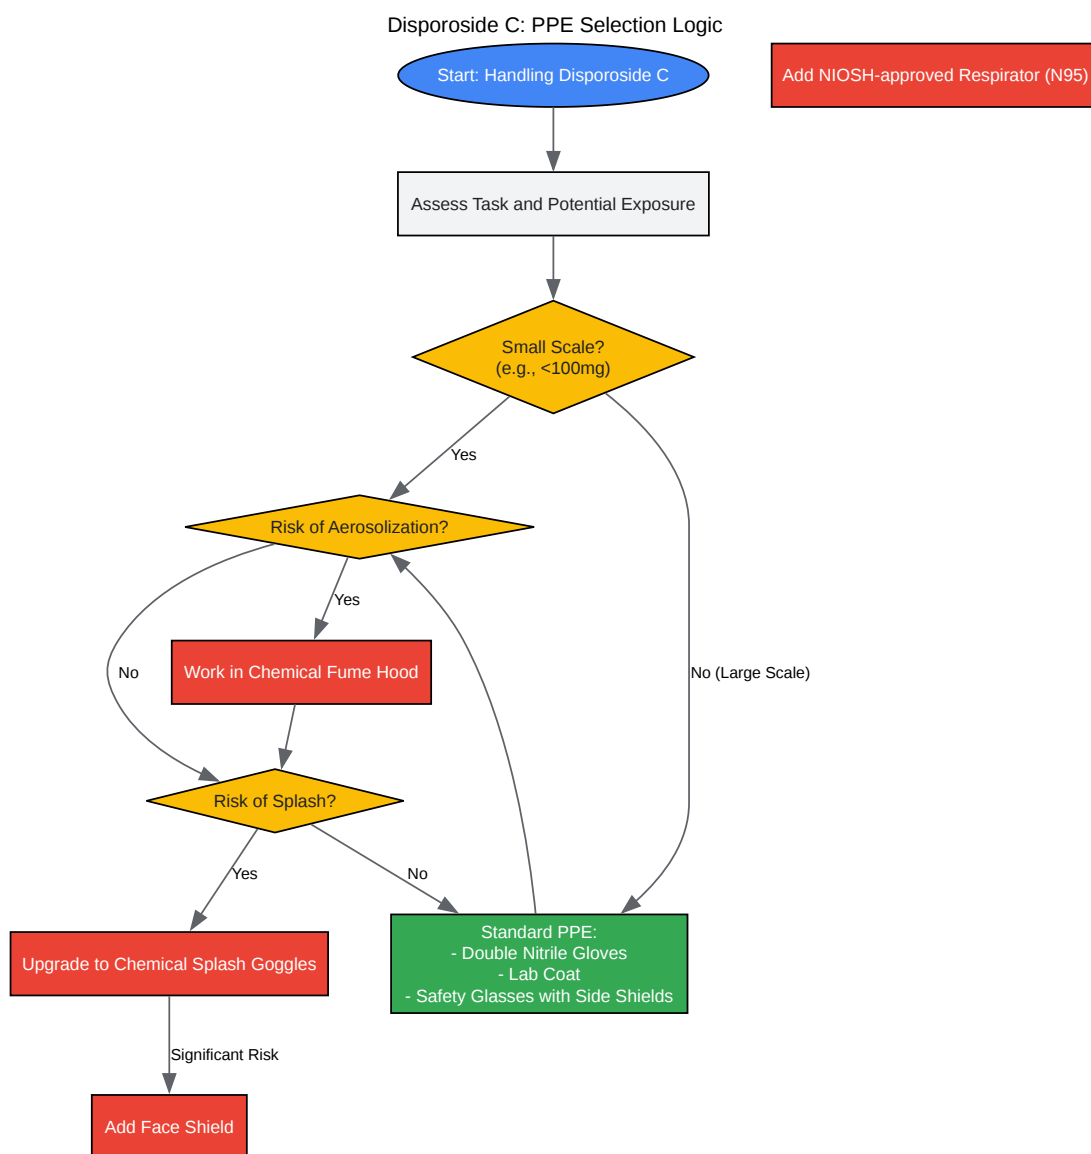 Disporoside C: PPE Selection Logic
Start: Handling Disporoside C
Add NIOSH-approved Respirator (N95)
Assess Task and Potential Exposure
Small Scale?
(e.g., <100mg)
Yes
Risk of Aerosolization?
Yes
No
Work in Chemical Fume Hood
No (Large Scale)
Risk of Splash?
Yes
No
Standard PPE:
- Double Nitrile Gloves
- Lab Coat
- Safety Glasses with Side Shields
Upgrade to Chemical Splash Goggles
Significant Risk
Add Face Shield